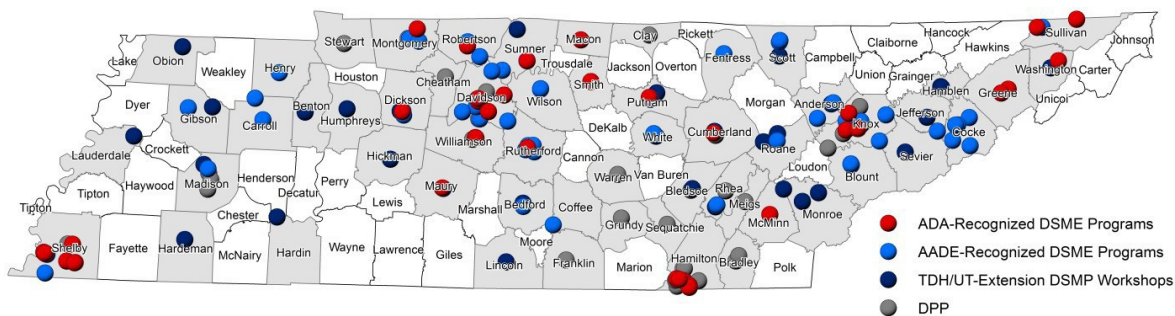 Stewart
Montgomery
Robertson
Sumner
Macon
Clay
Pickett
Fentress
Scott
Campbell
Claiborne
Hancock
Hawkins
Sullivan
Johnson
Lake
Obion
Weakley
Henry
Houston
Cheatham
Trousdale
Jackson
Overton
Union
Grainger
Hamblen
Greene
Washington
Carter
Unicoi
Dyer
Gibson
Carroll
Benton
Humphreys
Dickson
Davidson
Wilson
Smith
Putnam
Morgan
Anderson
Knox
Jefferson
Cocke
Lauderdale
Crockett
Madison
Henderson
Decatur
Perry
Hickman
Williamson
Rutherford
Cannon
DeKalb
White
Cumberland
Roane
Loudon
Blount
Sevier
Tipton
Haywood
Chester
Lewis
Maury
Marshall
Bedford
Coffee
Warren
Van Buren
Bledsoe
Rhea
Meigs
McMinn
Monroe
Tipton
Shelby
Fayette
Hardeman
McNairy
Hardin
Wayne
Lawrence
Giles
Lincoln
Moore
Franklin
Grundy
Sequatchie
Marion
Hamilton
Bradley
Polk
ADA-Recognized DSME Programs
AADE-Recognized DSME Programs
TDH/UT-Extension DSMP Workshops
DPP